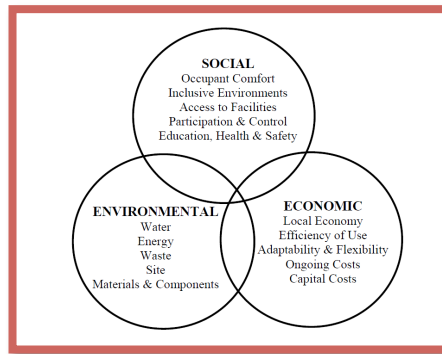 SOCIAL
Occupant Comfort
Inclusive Environments
Access to Facilities
Participation & Control
Education, Health & Safety
ENVIRONMENTAL
Water
Energy
Waste
Site
Materials & Components
ECONOMIC
Local Economy
Efficiency of Use
Adaptability & Flexibility
Ongoing Costs
Capital Costs